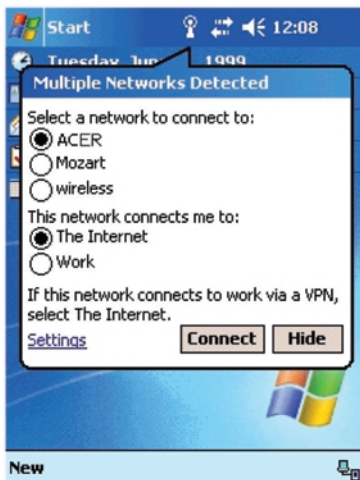 Start 12:08
Tuesday, 1999
Multiple Networks Detected
Select a network to connect to:
ACER
Mozart
wireless
This network connects me to:
The Internet
Work
If this network connects to work via a VPN,
select The Internet.
Settings Connect Hide
New